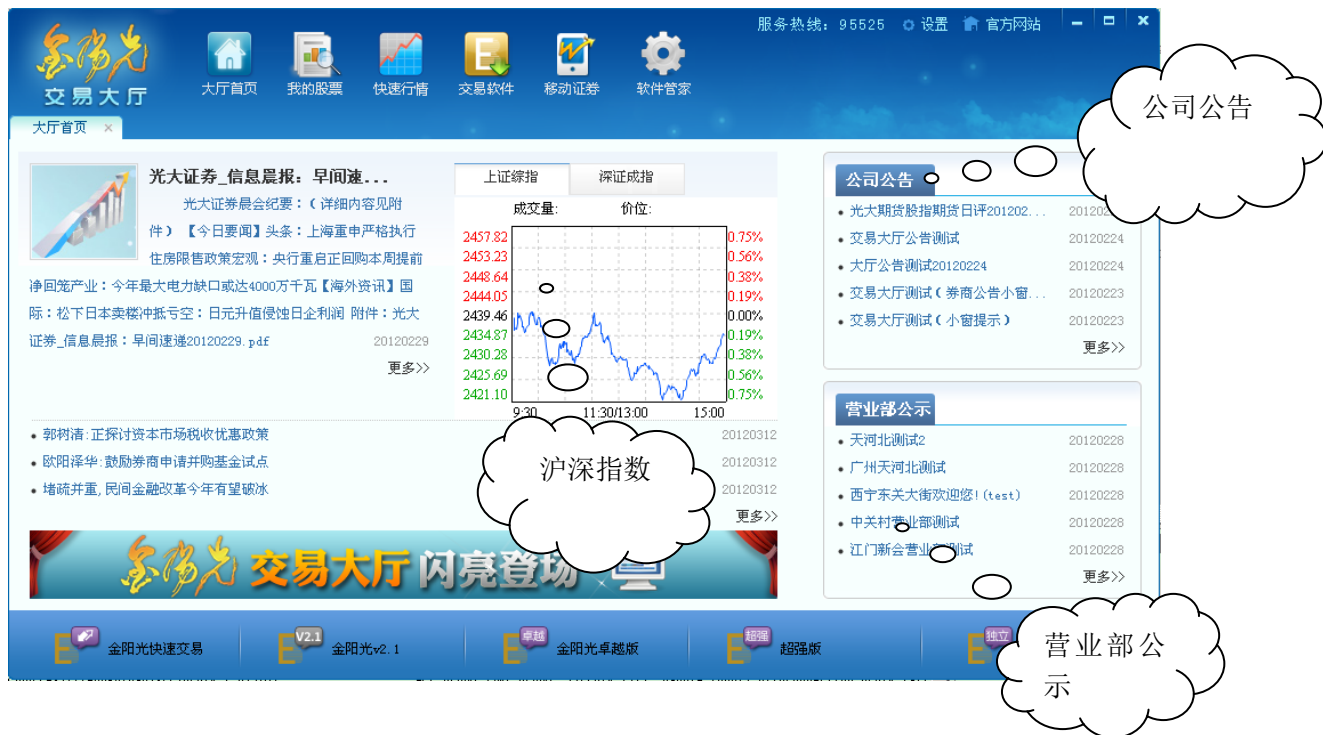 服务热线：95525 设置 官方网站
金阳光
交易大厅
大厅首页 我的股票 快速行情 交易软件 移动证券 软件管家
大厅首页 ×
公司公告
光大证券_信息晨报：早间速...
光大证券晨会纪要：（详细内容见附
件）【今日要闻】头条：上海重申严格执行
住房限售政策宏观：央行重启正回购本周提前
净回笼产业：今年最大电力缺口或达4000万千瓦【海外资讯】国
际：松下日本卖楼冲抵亏空：日元升值侵蚀日企利润 附件：光大
证券_信息晨报：早间速递20120229.pdf 20120229
更多>>
上证综指 深证成指
成交量: 价位:
2457.82 0.75%
2453.23 0.56%
2448.64 0.38%
2444.05 0.19%
2439.46 0.00%
2434.87 0.19%
2430.28 0.38%
2425.69 0.56%
2421.10 0.75%
9:30 11:30/13:00 15:00
沪深指数
郭树清:正探讨资本市场税收优惠政策 20120312
欧阳泽华:鼓励券商申请并购基金试点 20120312
堵疏并重,民间金融改革今年有望破冰 20120312
更多>>
金阳光 交易大厅 闪亮登场
公司公告
光大期货股指期货日评201202...
交易大厅公告测试 20120224
大厅公告测试20120224 20120224
交易大厅测试(券商公告小窗... 20120223
交易大厅测试(小窗提示) 20120223
更多>>
营业部公示
天河北测试2 20120228
广州天河北测试 20120228
西宁东关大街欢迎您!(test) 20120228
中关村营业部测试 20120228
江门新会营业部测试 20120228
更多>>
营业部公
示
金阳光快速交易
V2.1 金阳光v2.1
卓越 金阳光卓越版
超强 超强版
独立